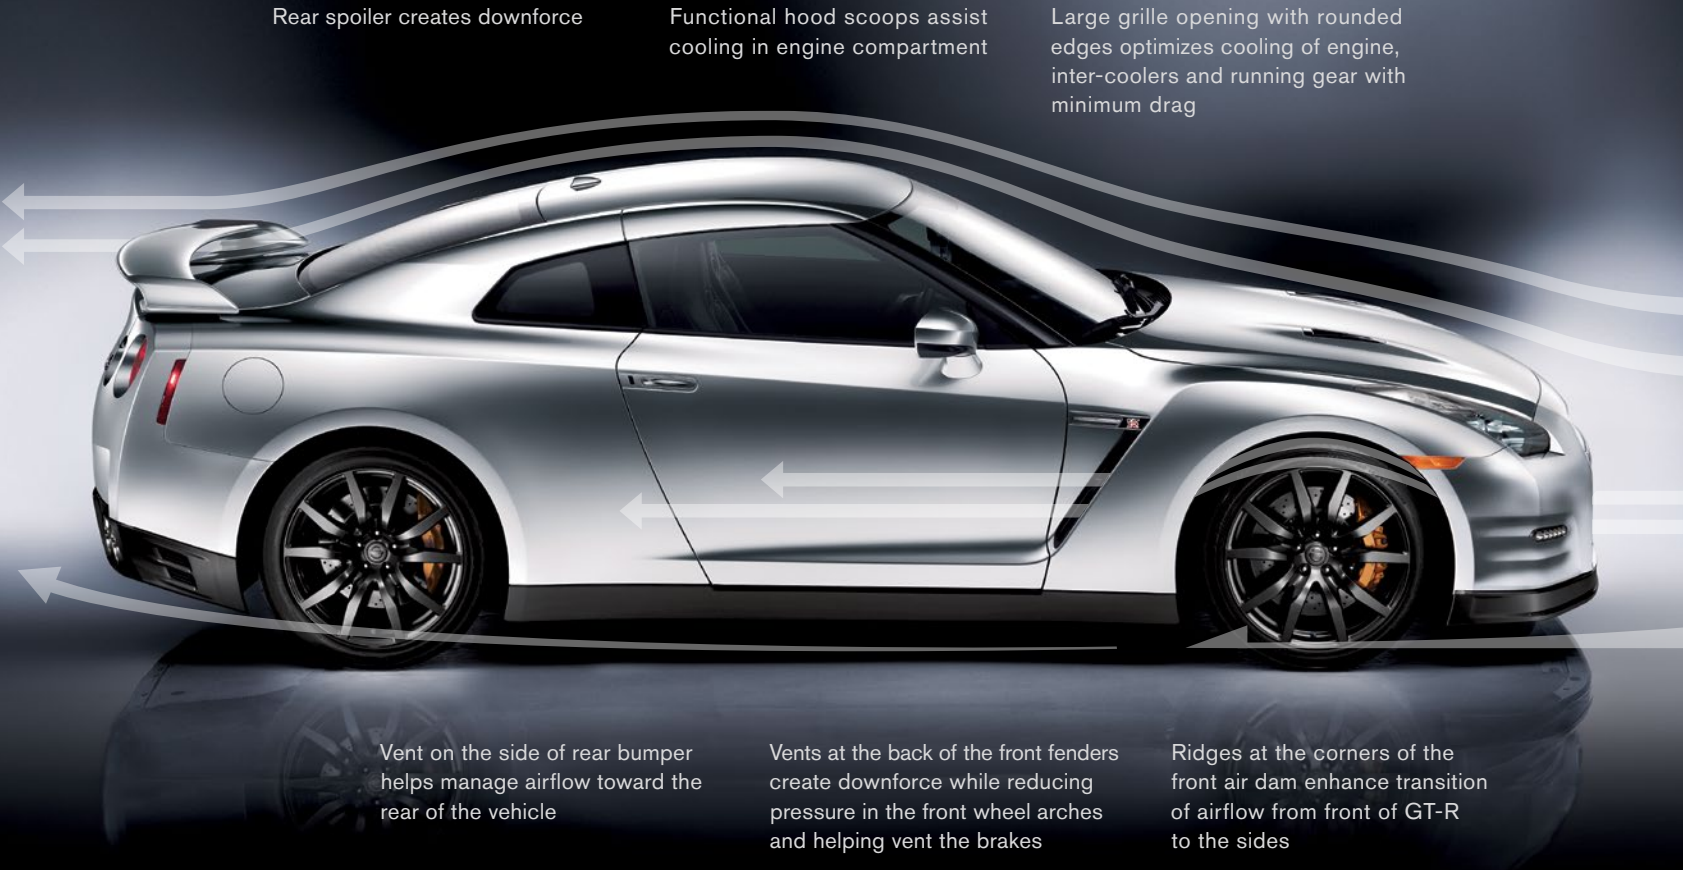 Rear spoiler creates downforce
Functional hood scoops assist
cooling in engine compartment
Large grille opening with rounded
edges optimizes cooling of engine,
inter-coolers and running gear with
minimum drag
Vent on the side of rear bumper
helps manage airflow toward the
rear of the vehicle
Vents at the back of the front fenders
create downforce while reducing
pressure in the front wheel arches
and helping vent the brakes
Ridges at the corners of the
front air dam enhance transition
of airflow from front of GT-R
to the sides